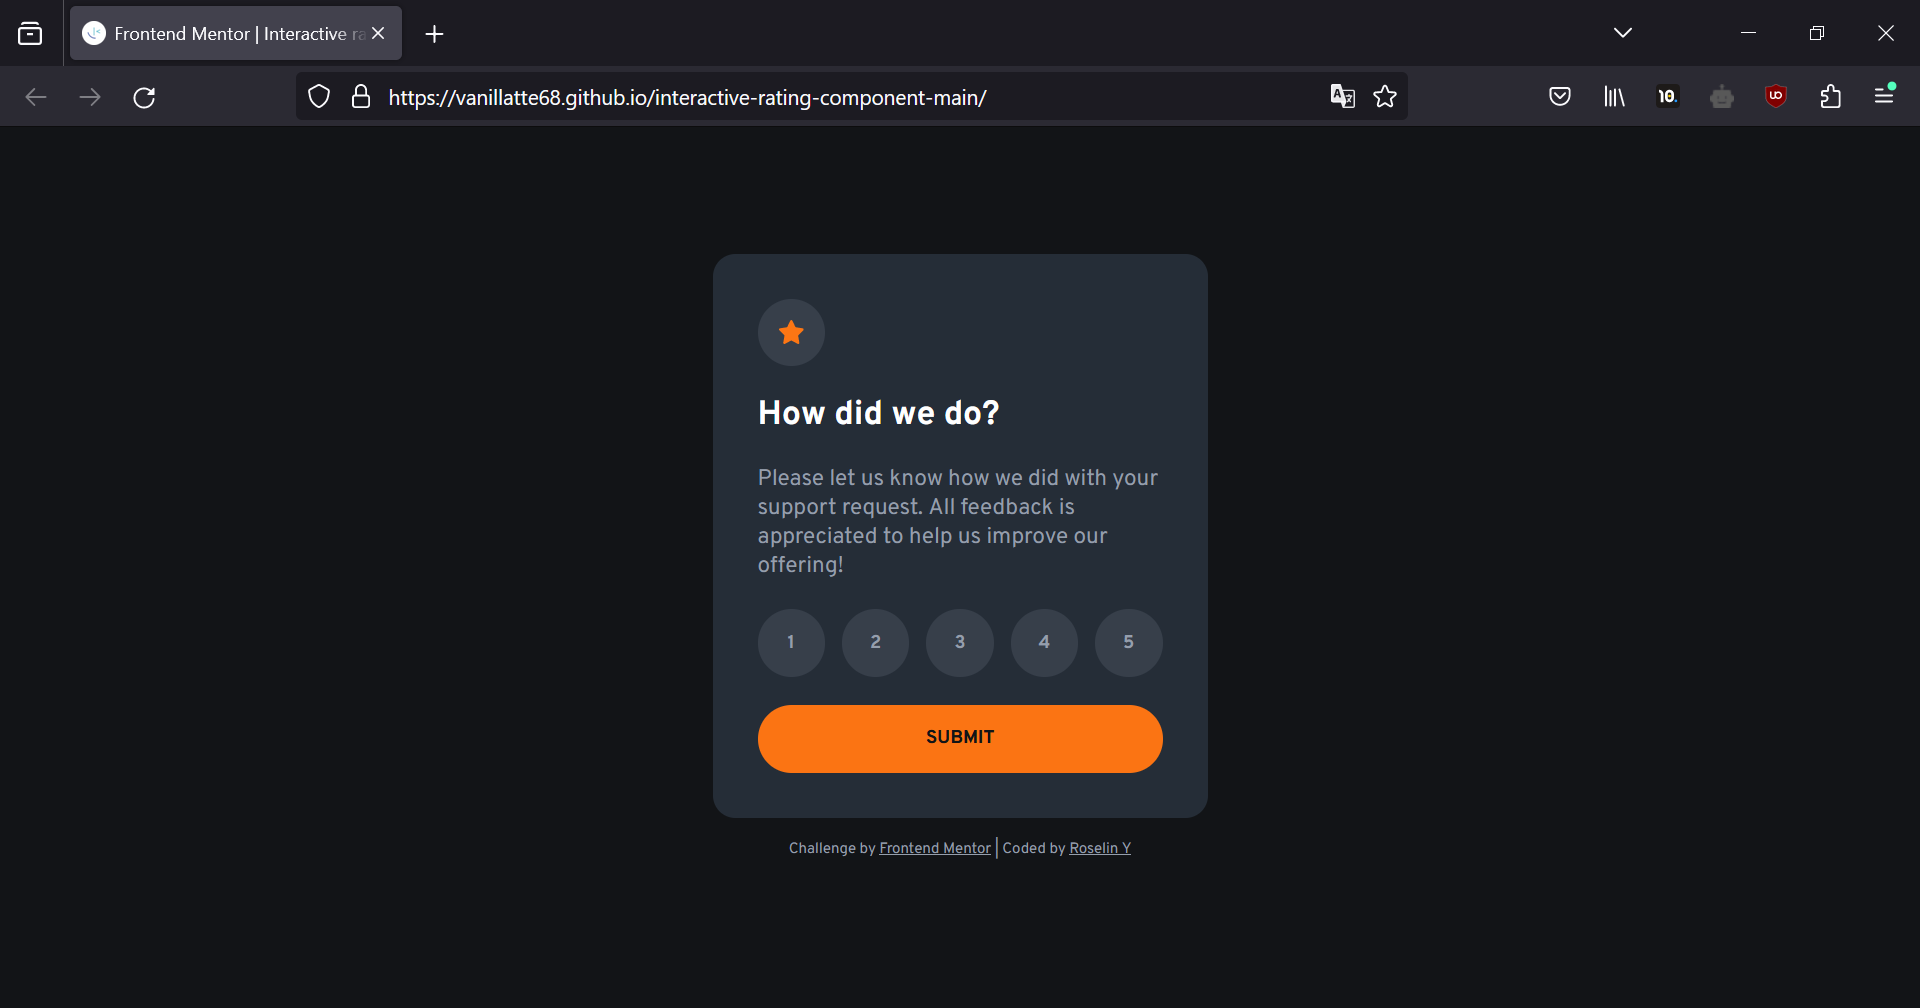 Frontend Mentor | Interactive ra
https://vanillatte68.github.io/interactive-rating-component-main/
10.
How did we do?
Please let us know how we did with your
support request. All feedback is
appreciated to help us improve our
offering!
1 2 3 4 5
SUBMIT
Challenge by Frontend Mentor | Coded by Roselin Y